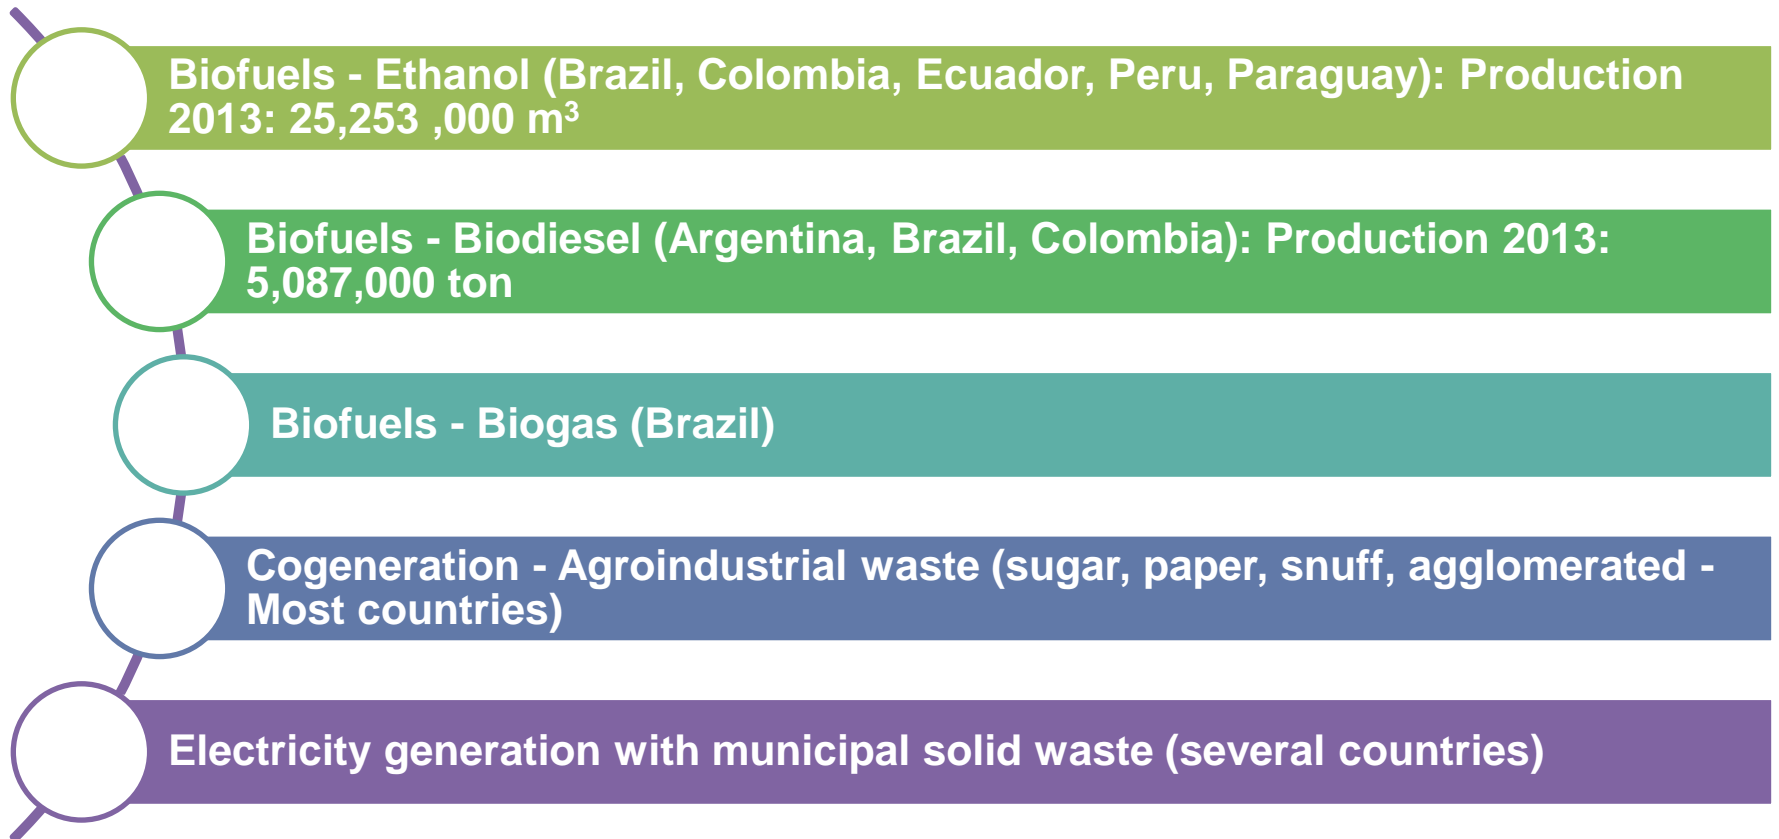 Biofuels - Ethanol (Brazil, Colombia, Ecuador, Peru, Paraguay): Production
2013: 25,253 ,000 m³
Biofuels - Biodiesel (Argentina, Brazil, Colombia): Production 2013:
5,087,000 ton
Biofuels - Biogas (Brazil)
Cogeneration - Agroindustrial waste (sugar, paper, snuff, agglomerated -
Most countries)
Electricity generation with municipal solid waste (several countries)